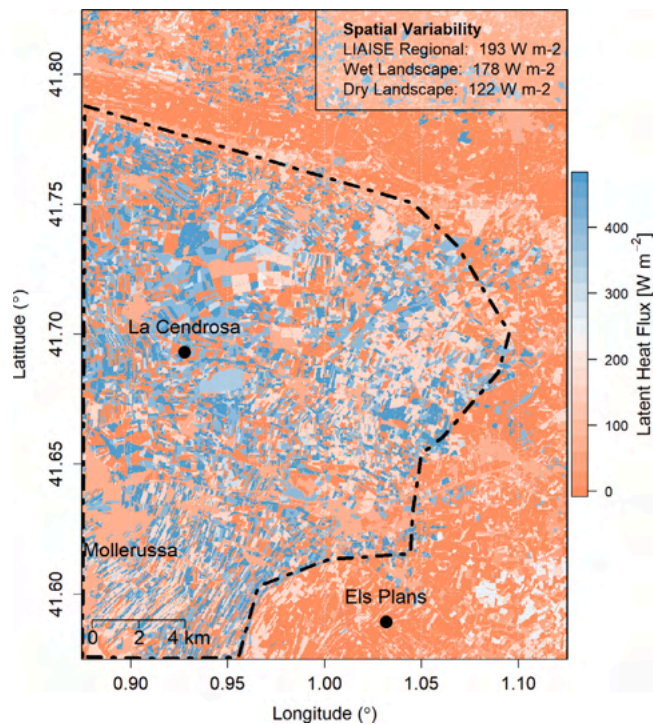 Spatial Variability
LIAISE Regional: 193 W m-2
Wet Landscape: 178 W m-2
Dry Landscape: 122 W m-2
41.80
41.75
41.70
41.65
41.60
Latitude (°)
La Cendrosa
Mollerussa
Els Plans
0 2 4 km
0.90 0.95 1.00 1.05 1.10
Longitude (°)
400
300
200
100
0
Latent Heat Flux [W m⁻²]